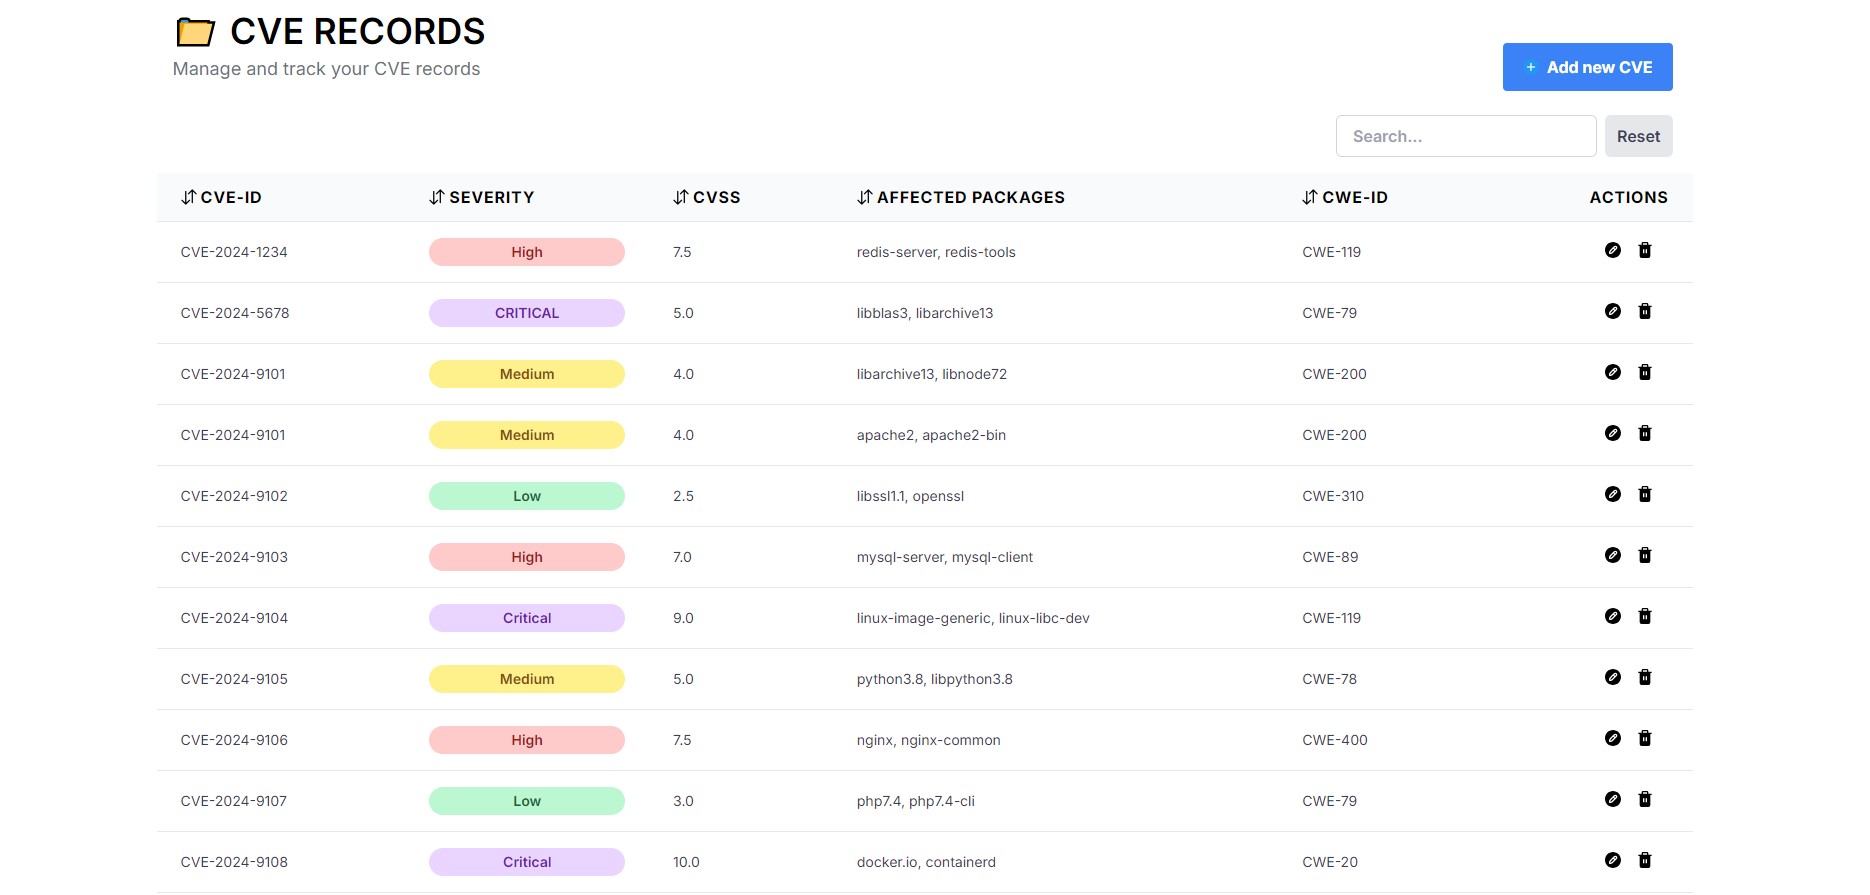 CVE RECORDS
Manage and track your CVE records
Add new CVE
Search...
Reset
CVE-ID SEVERITY CVSS AFFECTED PACKAGES CWE-ID ACTIONS
CVE-2024-1234 High 7.5 redis-server, redis-tools CWE-119
CVE-2024-5678 CRITICAL 5.0 libblas3, libarchive13 CWE-79
CVE-2024-9101 Medium 4.0 libarchive13, libnode72 CWE-200
CVE-2024-9101 Medium 4.0 apache2, apache2-bin CWE-200
CVE-2024-9102 Low 2.5 libssl1.1, openssl CWE-310
CVE-2024-9103 High 7.0 mysql-server, mysql-client CWE-89
CVE-2024-9104 Critical 9.0 linux-image-generic, linux-libc-dev CWE-119
CVE-2024-9105 Medium 5.0 python3.8, libpython3.8 CWE-78
CVE-2024-9106 High 7.5 nginx, nginx-common CWE-400
CVE-2024-9107 Low 3.0 php7.4, php7.4-cli CWE-79
CVE-2024-9108 Critical 10.0 docker.io, containerd CWE-20